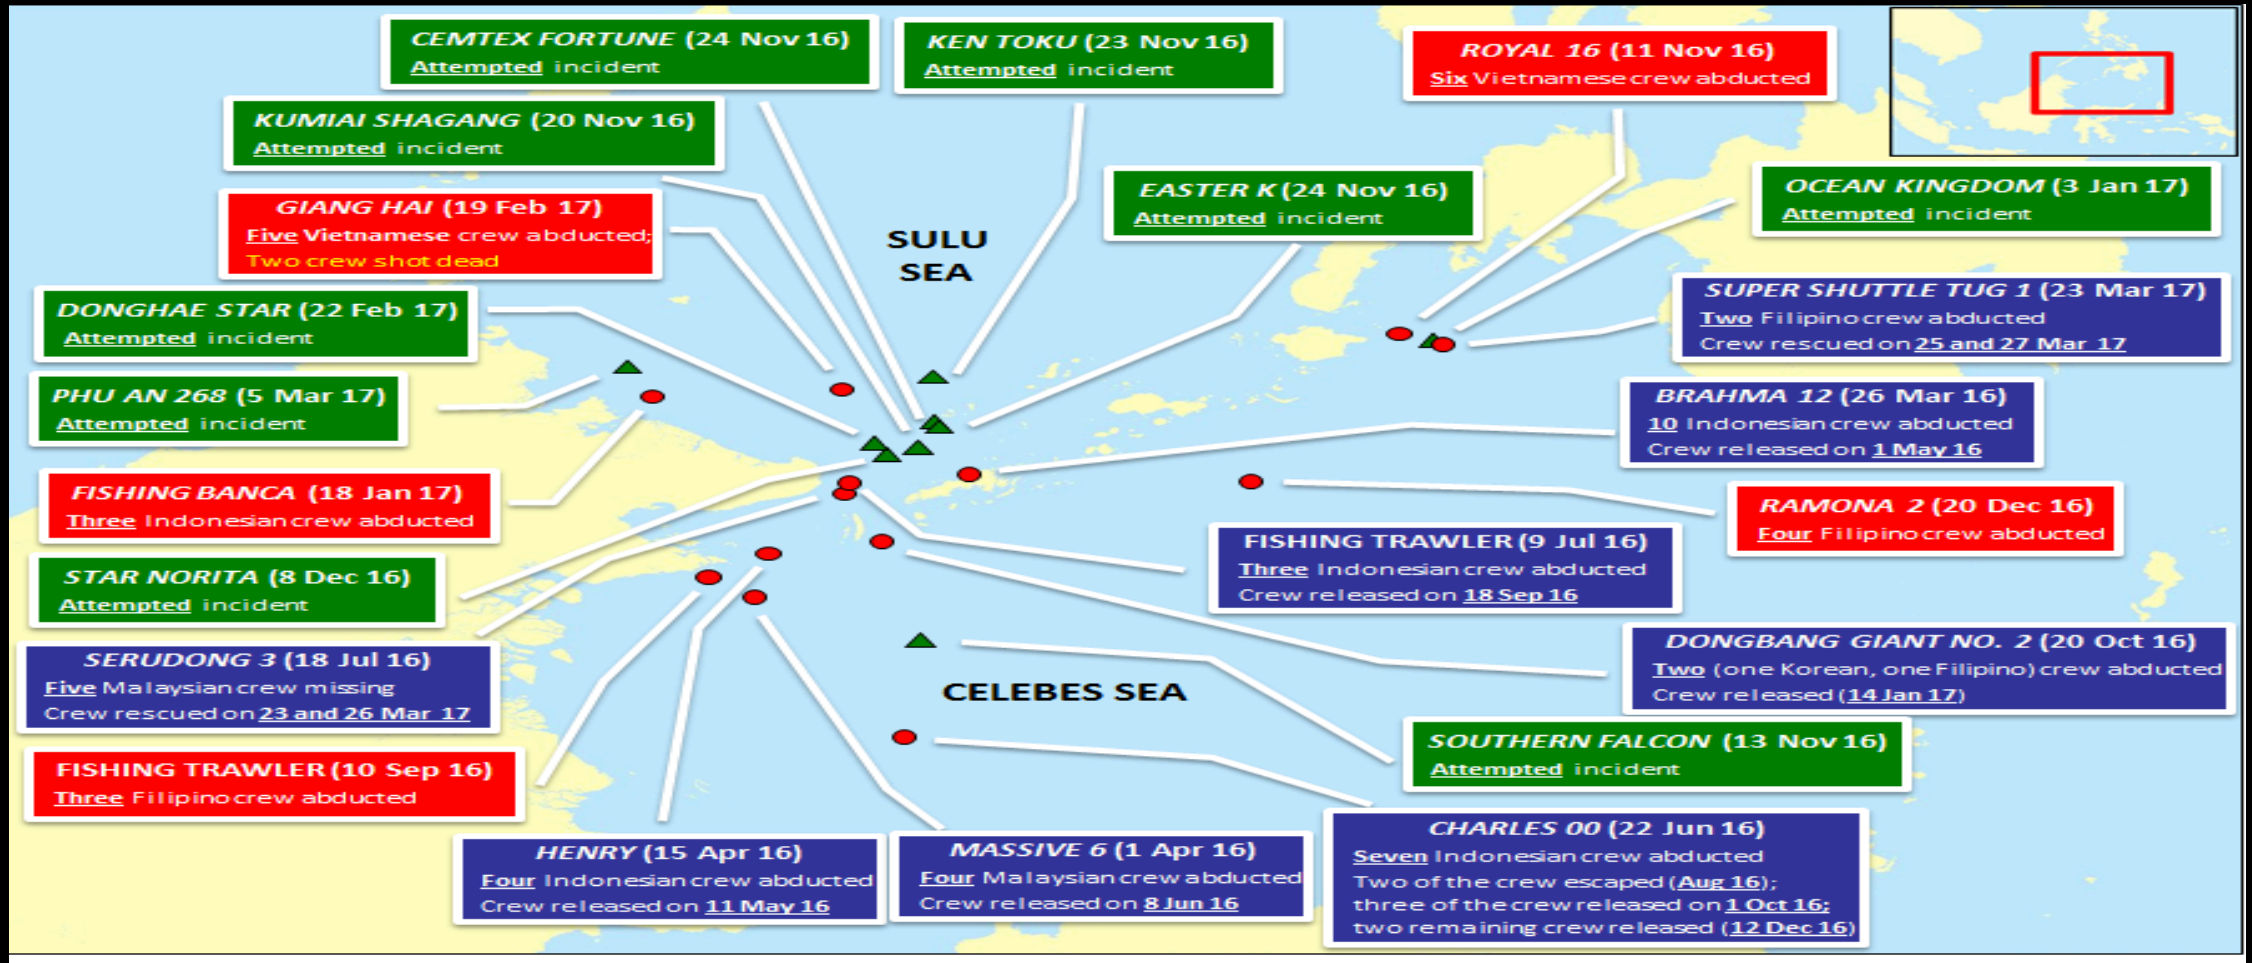 CEMTEX FORTUNE (24 Nov 16)
Attempted incident
KEN TOKU (23 Nov 16)
Attempted incident
ROYAL 16 (11 Nov 16)
Six Vietnamese crew abducted
KUMIAI SHAGANG (20 Nov 16)
Attempted incident
EASTER K (24 Nov 16)
Attempted incident
OCEAN KINGDOM (3 Jan 17)
Attempted incident
GIANG HAI (19 Feb 17)
Five Vietnamese crew abducted;
Two crew shot dead
SULU
SEA
DONGHAE STAR (22 Feb 17)
Attempted incident
SUPER SHUTTLE TUG 1 (23 Mar 17)
Two Filipino crew abducted
Crew rescued on 25 and 27 Mar 17
PHU AN 268 (5 Mar 17)
Attempted incident
BRAHMA 12 (26 Mar 16)
10 Indonesian crew abducted
Crew released on 1 May 16
FISHING BANCA (18 Jan 17)
Three Indonesian crew abducted
RAMONA 2 (20 Dec 16)
Four Filipino crew abducted
FISHING TRAWLER (9 Jul 16)
Three Indonesian crew abducted
Crew released on 18 Sep 16
STAR NORITA (8 Dec 16)
Attempted incident
DONGBANG GIANT NO. 2 (20 Oct 16)
Two (one Korean, one Filipino) crew abducted
Crew released (14 Jan 17)
SERUDONG 3 (18 Jul 16)
Five Malaysian crew missing
Crew rescued on 23 and 26 Mar 17
CELEBES SEA
SOUTHERN FALCON (13 Nov 16)
Attempted incident
FISHING TRAWLER (10 Sep 16)
Three Filipino crew abducted
HENRY (15 Apr 16)
Four Indonesian crew abducted
Crew released on 11 May 16
MASSIVE 6 (1 Apr 16)
Four Malaysian crew abducted
Crew released on 8 Jun 16
CHARLES 00 (22 Jun 16)
Seven Indonesian crew abducted
Two of the crew escaped (Aug 16);
three of the crew released on 1 Oct 16;
two remaining crew released (12 Dec 16)